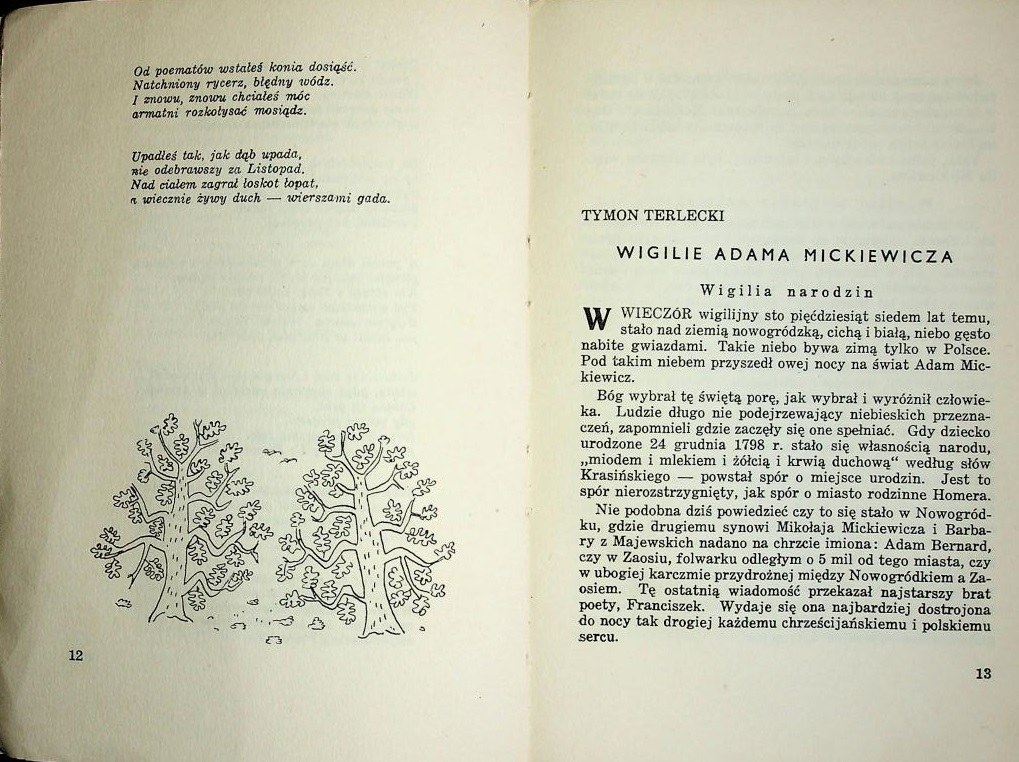 Od poematów wstałeś konia dosiąść.
Natchniony rycerz, błędny wódz.
I znowu, znowu chciałeś móc
armatni rozkołysać mosiądz.
Upadłeś tak, jak dąb upada,
nie odebrawszy za Listopad.
Nad ciałem zagrał łoskot łopat,
a wiecznie żywy duch — wierszami gada.
12
TYMON TERLECKI
WIGILIE ADAMA MICKIEWICZA
Wigilia narodzin
W WIECZÓR wigilijny sto pięćdziesiąt siedem lat temu,
stało nad ziemią nowogródzką, cichą i białą, niebo gęsto
nabite gwiazdami. Takie niebo bywa zimą tylko w Polsce.
Pod takim niebem przyszedł owej nocy na świat Adam Mic-
kiewicz.
Bóg wybrał tę świętą porę, jak wybrał i wyróżnił człowie-
ka. Ludzie długo nie podejrzewający niebieskich przezna-
czeń, zapomnieli gdzie zaczęły się one spełniać. Gdy dziecko
urodzone 24 grudnia 1798 r. stało się własnością narodu,
„miodem i mlekiem i żółcią i krwią duchową“ według słów
Krasińskiego — powstał spór o miejsce urodzin. Jest to
spór nierozstrzygnięty, jak spór o miasto rodzinne Homera.
Nie podobna dziś powiedzieć czy to się stało w Nowogród-
ku, gdzie drugiemu synowi Mikołaja Mickiewicza i Barba-
ry z Majewskich nadano na chrzcie imiona: Adam Bernard,
czy w Zaosiu, folwarku odległym o 5 mil od tego miasta, czy
w ubogiej karczmie przydrożnej między Nowogródkiem a Za-
osiem. Tę ostatnią wiadomość przekazał najstarszy brat
poety, Franciszek. Wydaje się ona najbardziej dostrojona
do nocy tak drogiej każdemu chrześcijańskiemu i polskiemu
sercu.
13